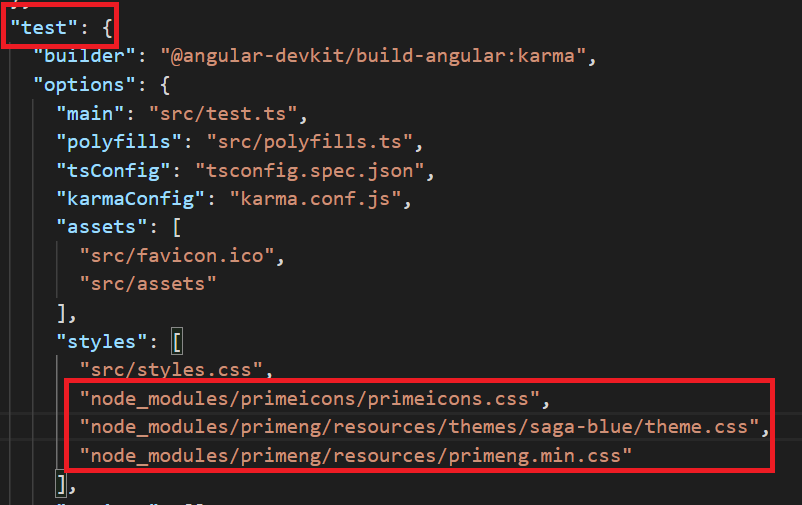 "test": {
"builder": "@angular-devkit/build-angular:karma",
"options": {
"main": "src/test.ts",
"polyfills": "src/polyfills.ts",
"tsConfig": "tsconfig.spec.json",
"karmaConfig": "karma.conf.js",
"assets": [
"src/favicon.ico",
"src/assets"
],
"styles": [
"src/styles.css",
"node_modules/primeicons/primeicons.css",
"node_modules/primeng/resources/themes/saga-blue/theme.css",
"node_modules/primeng/resources/primeng.min.css"
],